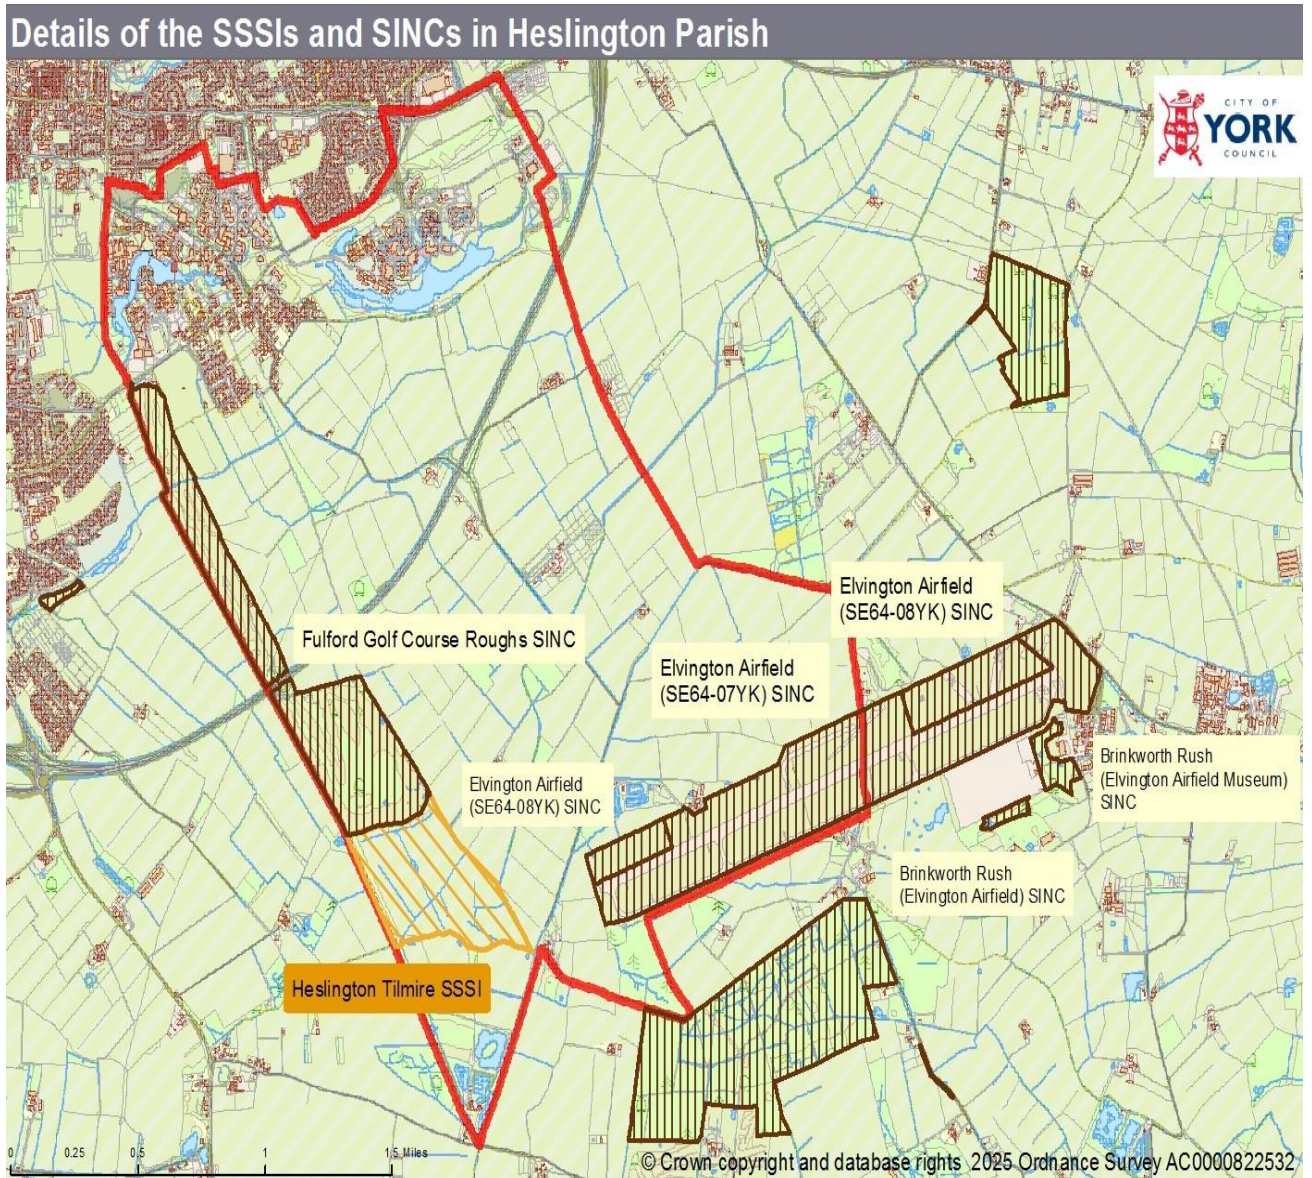 Details of the SSSIs and SINCs in Heslington Parish
CITY OF
YORK
COUNCIL
Elvington Airfield
(SE64-08YK) SINC
Fulford Golf Course Roughs SINC
Elvington Airfield
(SE64-07YK) SINC
Elvington Airfield
(SE64-08YK) SINC
Brinkworth Rush
(Elvington Airfield Museum)
SINC
Brinkworth Rush
(Elvington Airfield) SINC
Heslington Tilmire SSSI
0 0.25 0.5 1 1.5 Miles
© Crown copyright and database rights 2025 Ordnance Survey AC0000822532